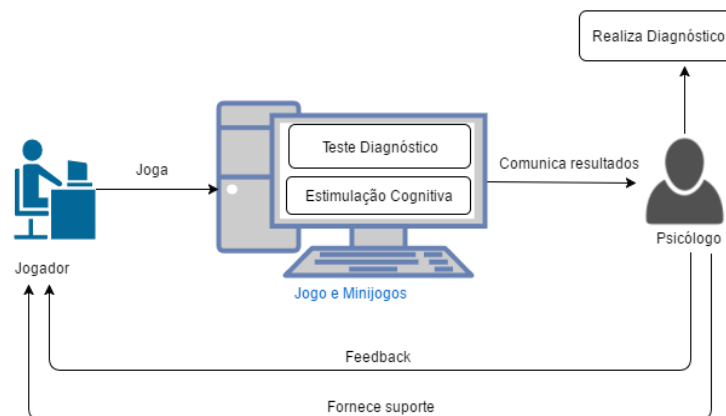 Realiza Diagnóstico
Teste Diagnóstico
Joga
Comunica resultados
Estimulação Cognitiva
Psicólogo
Jogador
Jogo e Minijogos
Feedback
Fornece suporte